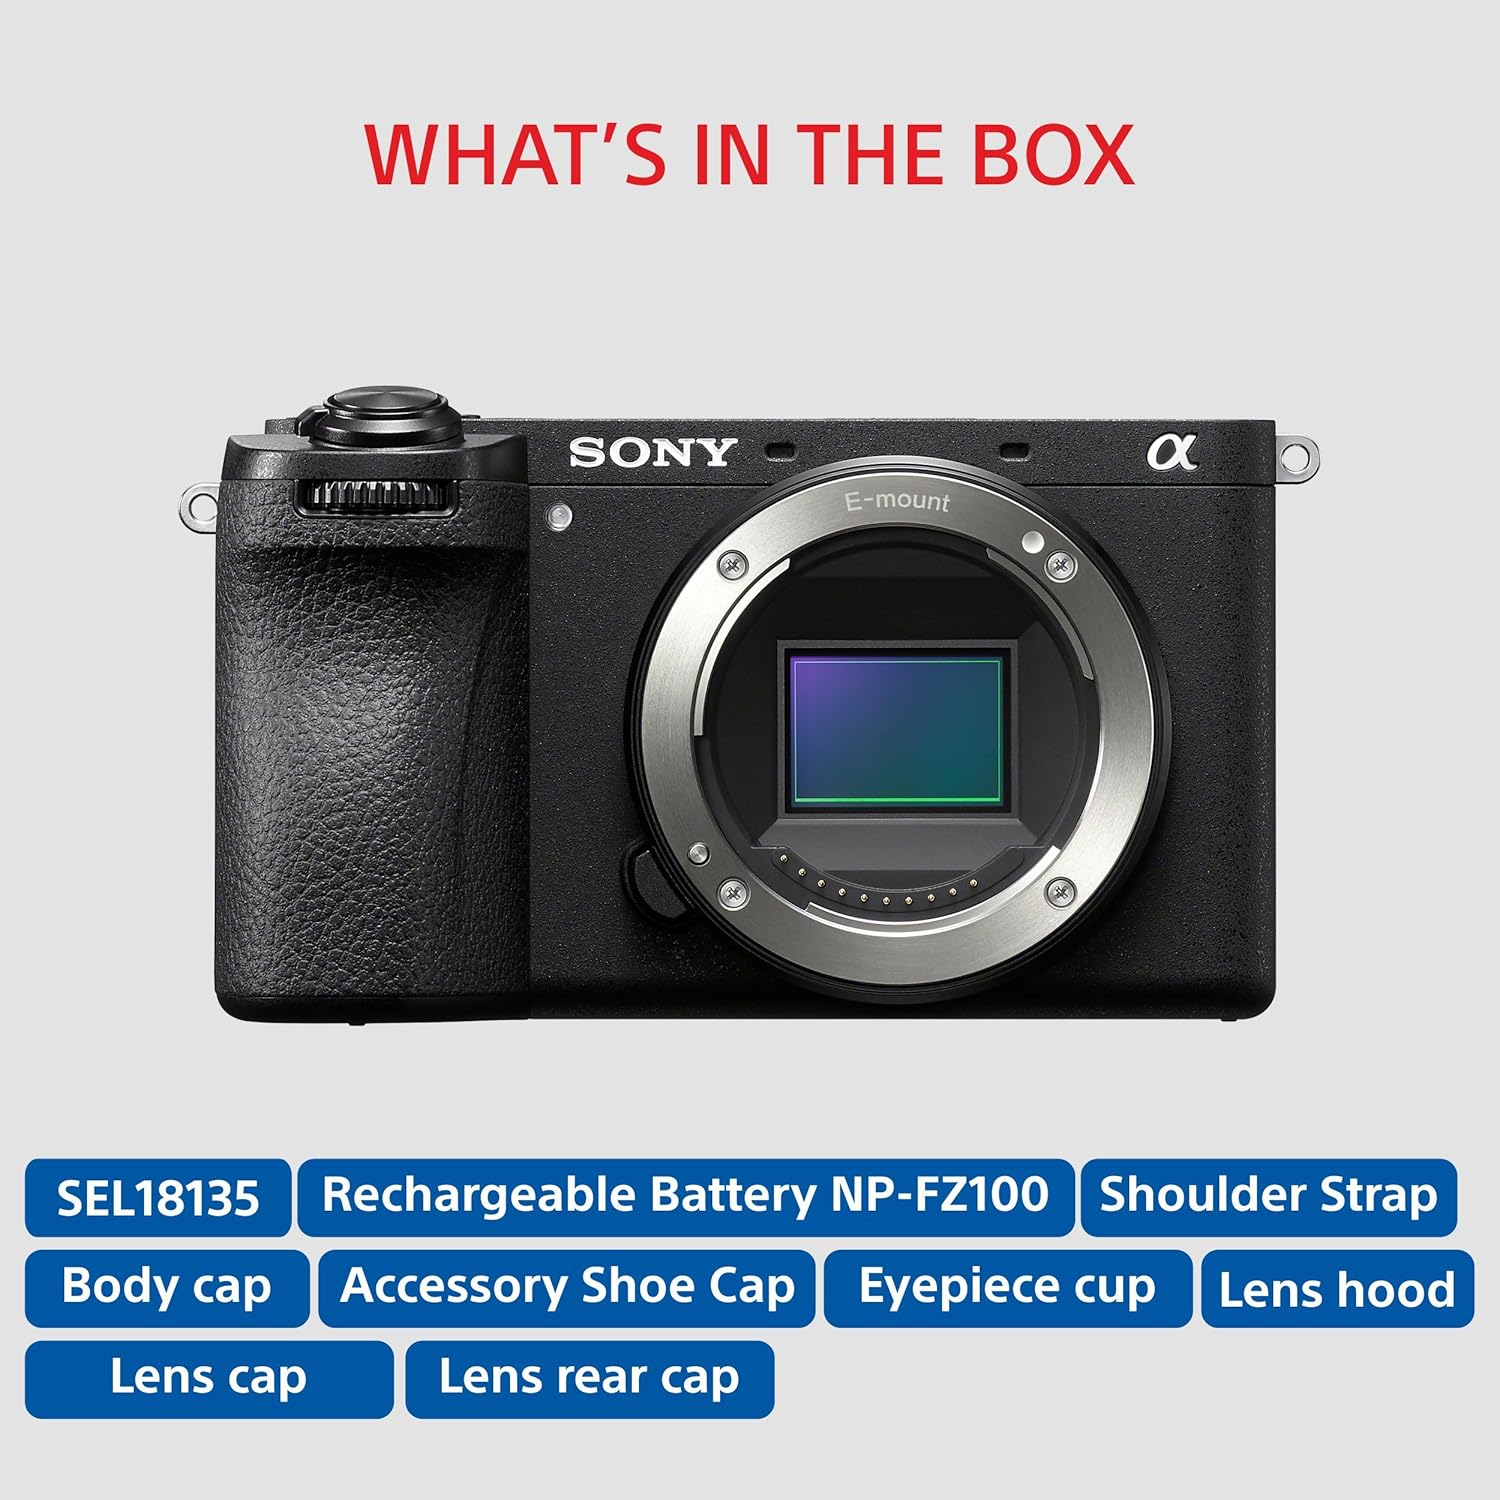 WHAT'S IN THE BOX
SONY
α
E-mount
SEL18135 Rechargeable Battery NP-FZ100 Shoulder Strap
Body cap Accessory Shoe Cap Eyepiece cup Lens hood
Lens cap Lens rear cap